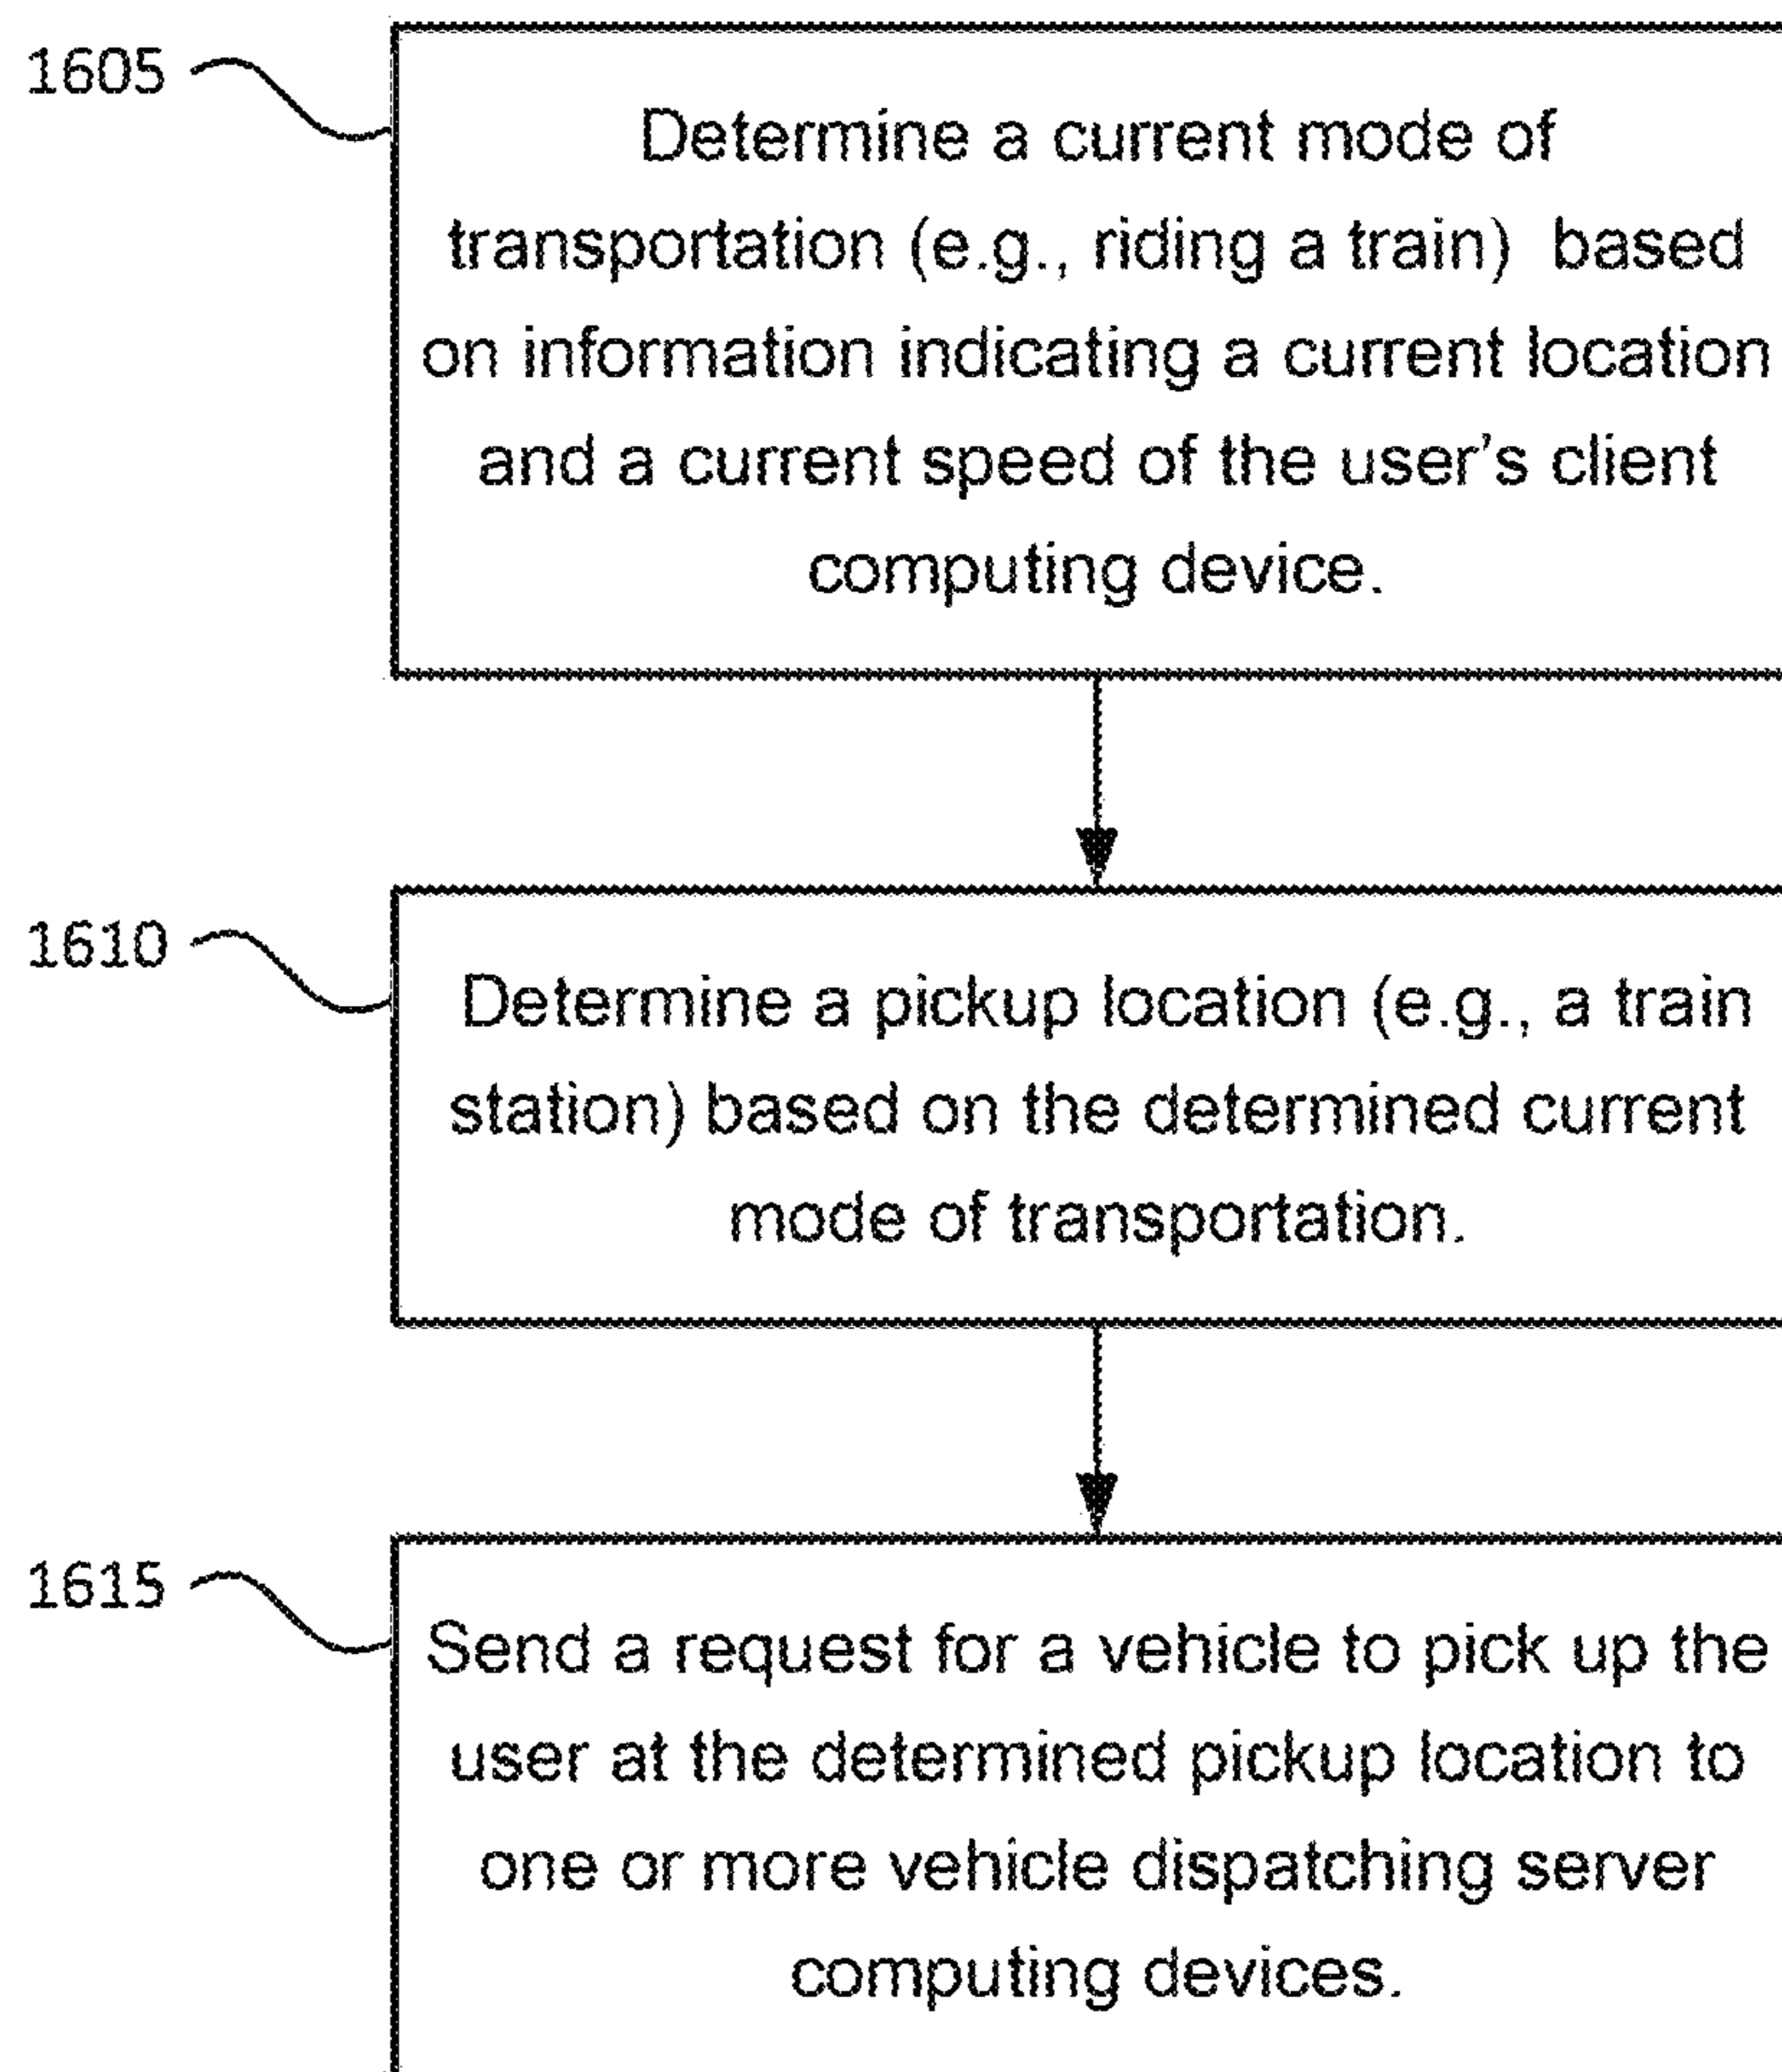 1605
Determine a current mode of
transportation (e.g., riding a train) based
on information indicating a current location
and a current speed of the user's client
computing device.
1610
Determine a pickup location (e.g., a train
station) based on the determined current
mode of transportation.
1615
Send a request for a vehicle to pick up the
user at the determined pickup location to
one or more vehicle dispatching server
computing devices.